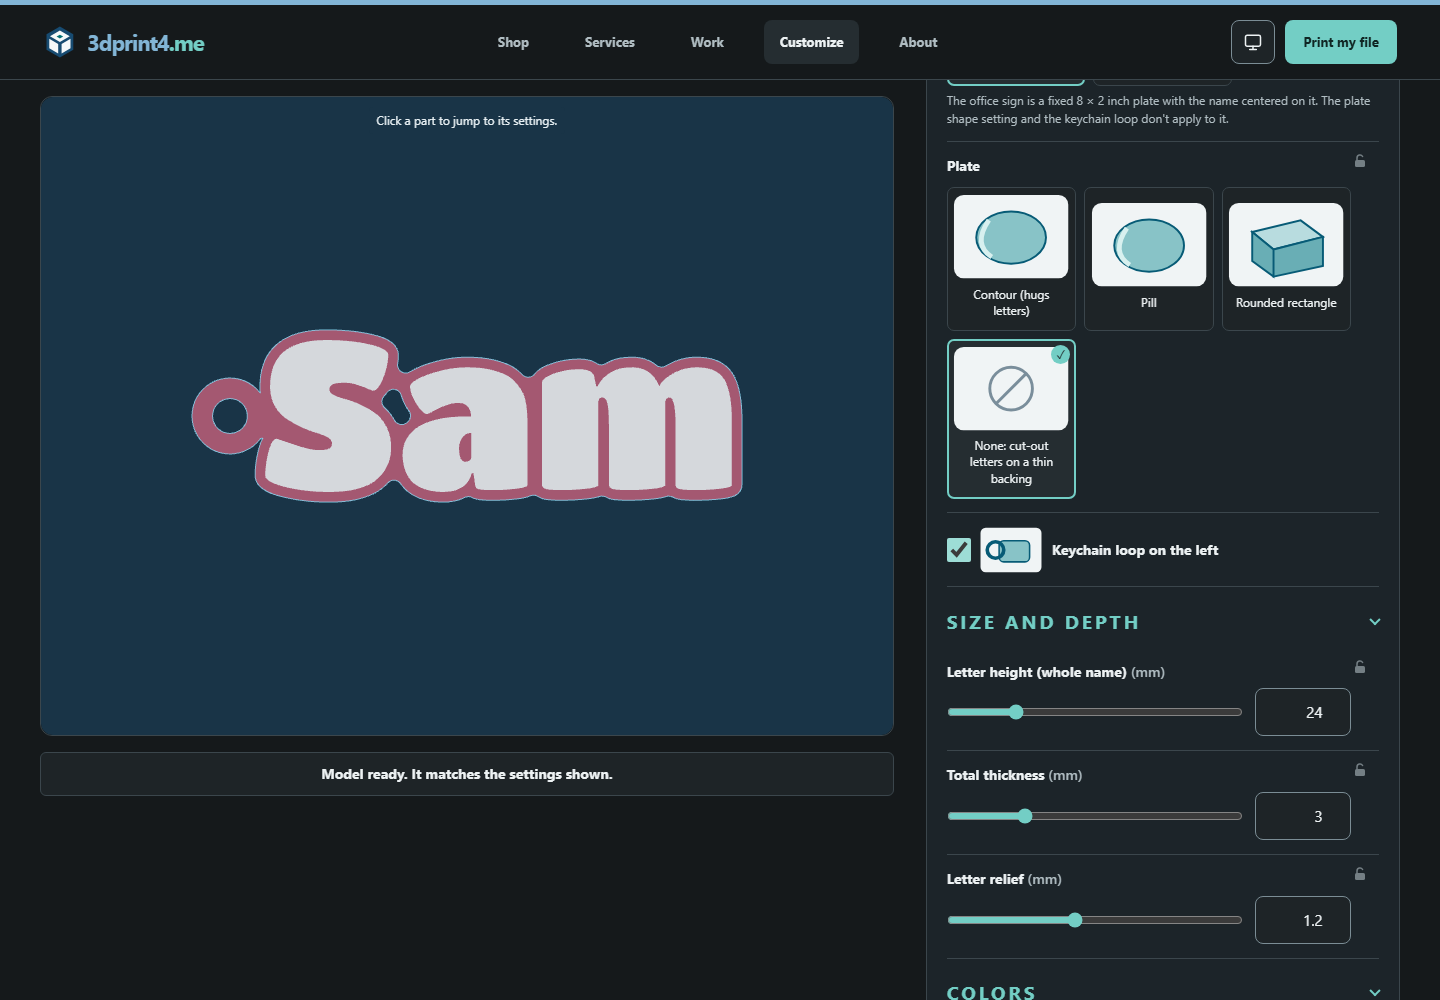 3dprint4.me
Shop
Services
Work
Customize
About
Print my file
Click a part to jump to its settings.
Sam
Model ready. It matches the settings shown.
The office sign is a fixed 8 × 2 inch plate with the name centered on it. The plate
shape setting and the keychain loop don't apply to it.
Plate
Contour (hugs
letters)
Pill
Rounded rectangle
None: cut-out
letters on a thin
backing
Keychain loop on the left
SIZE AND DEPTH
Letter height (whole name) (mm)
24
Total thickness (mm)
3
Letter relief (mm)
1.2
COLORS